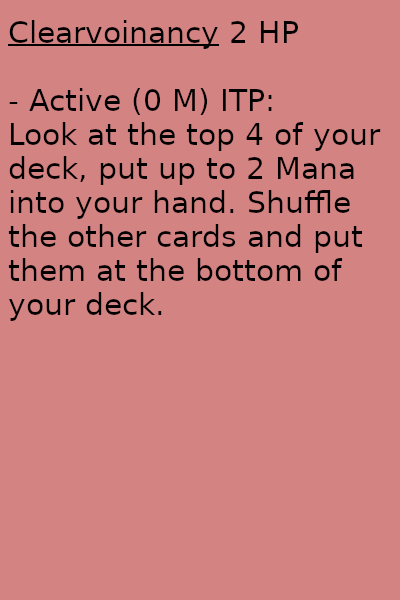 Clearvoinancy 2 HP
- Active (0 M) ITP:
Look at the top 4 of your
deck, put up to 2 Mana
into your hand. Shuffle
the other cards and put
them at the bottom of
your deck.